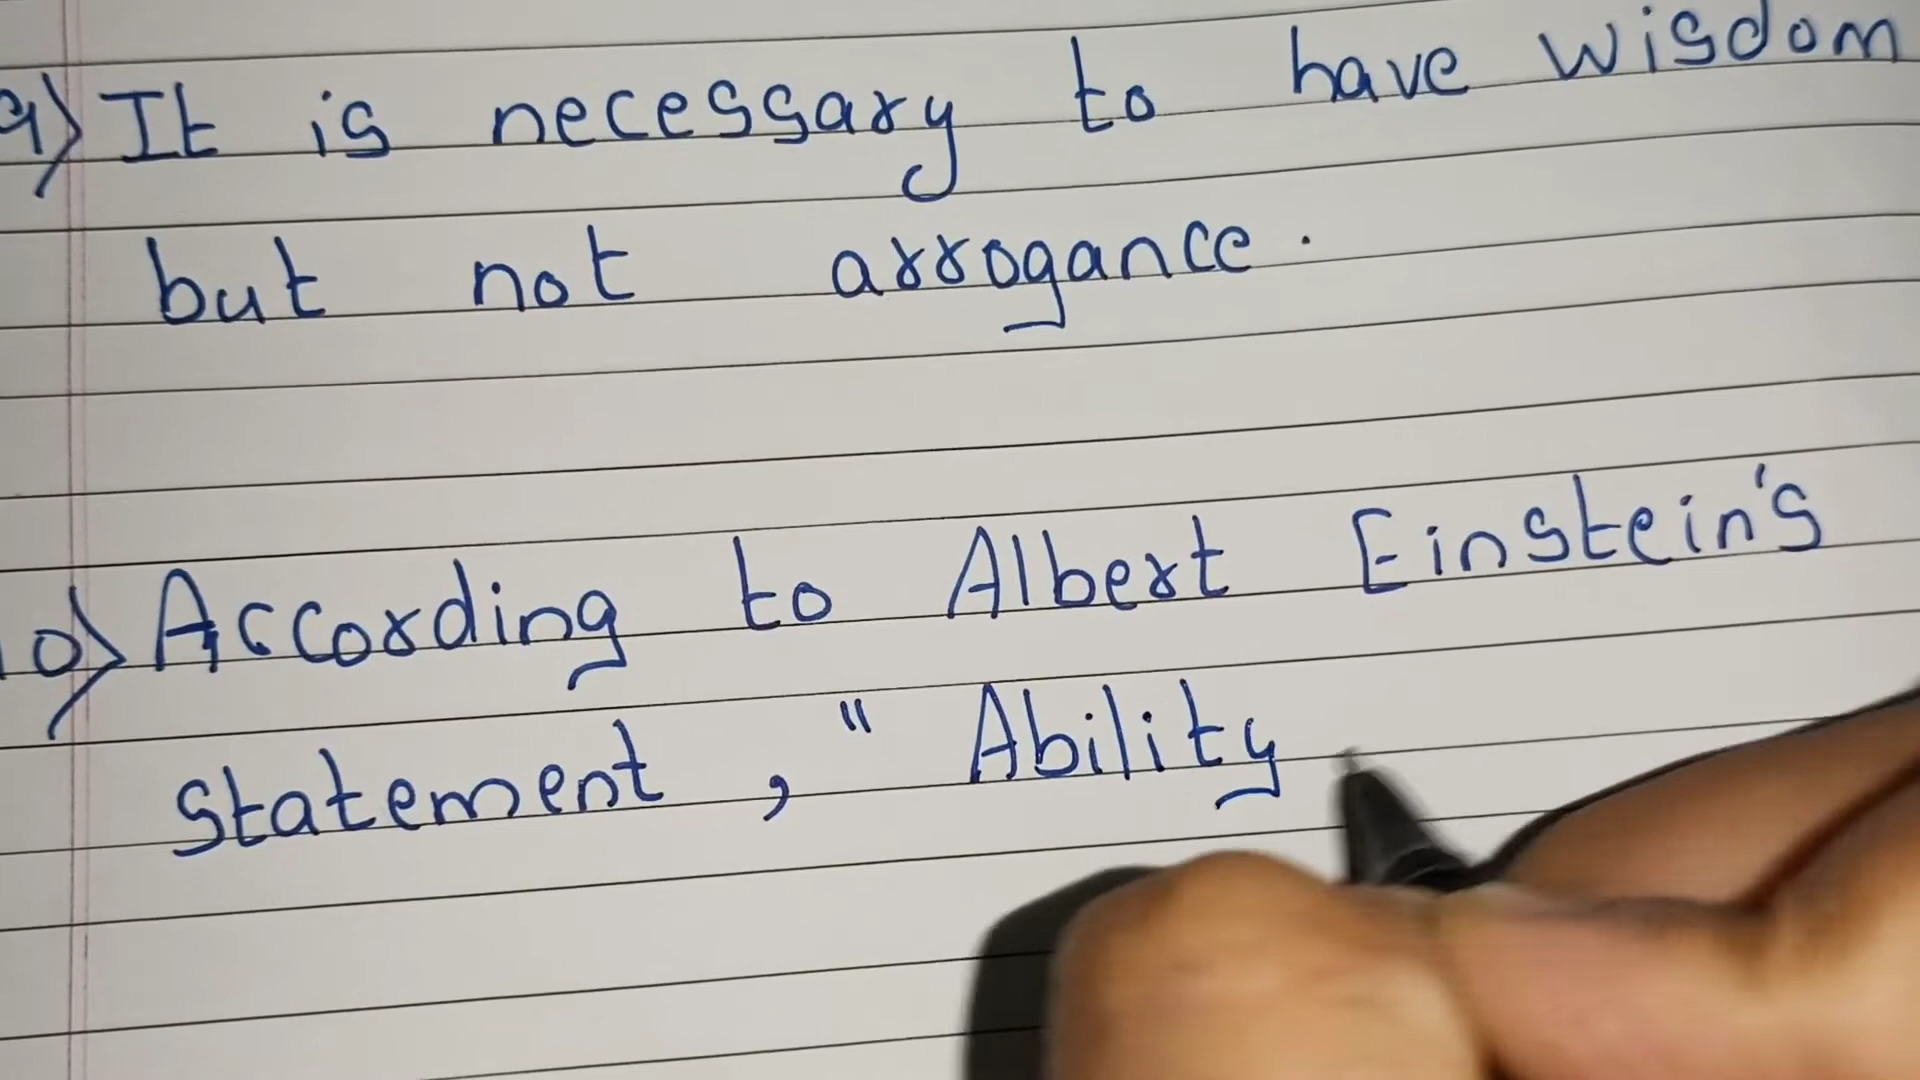 9) It is necessary to have wisdom
but not arrogance.
10) According to Albert Einstein's
statement, " Ability